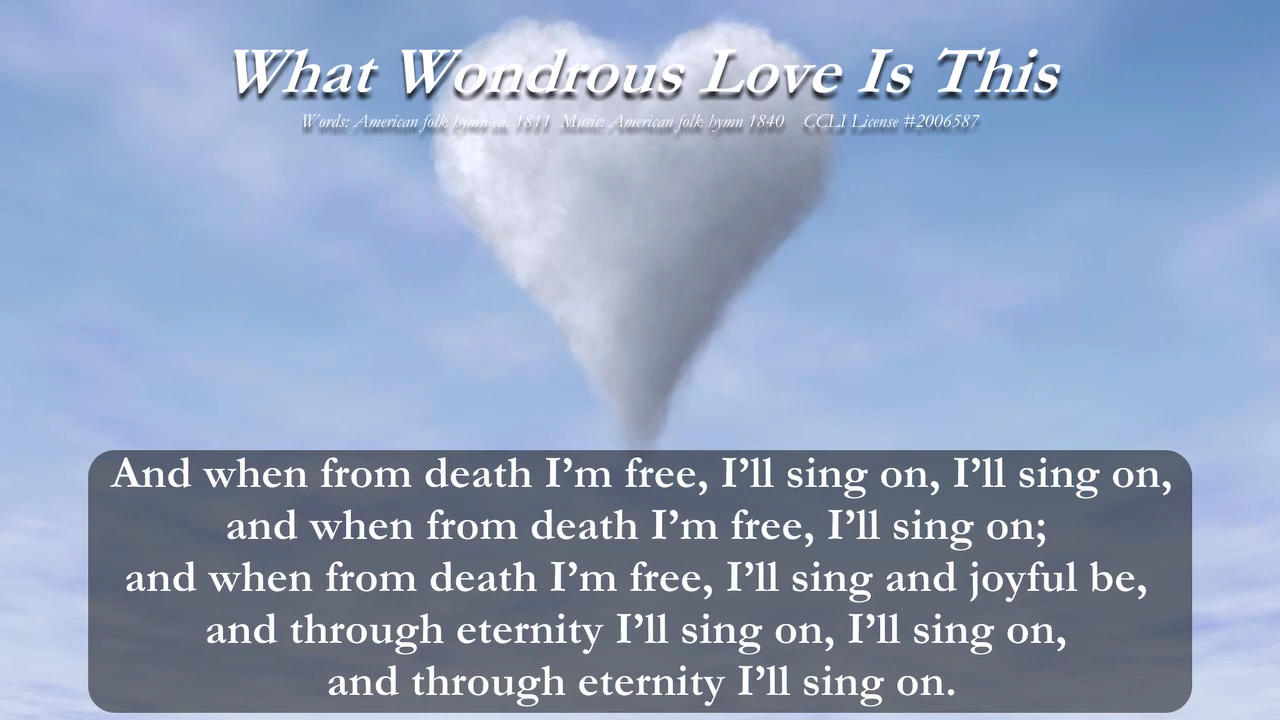 What Wondrous Love Is This
Words: American folk hymn ca. 1811 Music: American folk hymn 1840 CCLI License #2006587
And when from death I’m free, I’ll sing on, I’ll sing on,
and when from death I’m free, I’ll sing on;
and when from death I’m free, I’ll sing and joyful be,
and through eternity I’ll sing on, I’ll sing on,
and through eternity I’ll sing on.